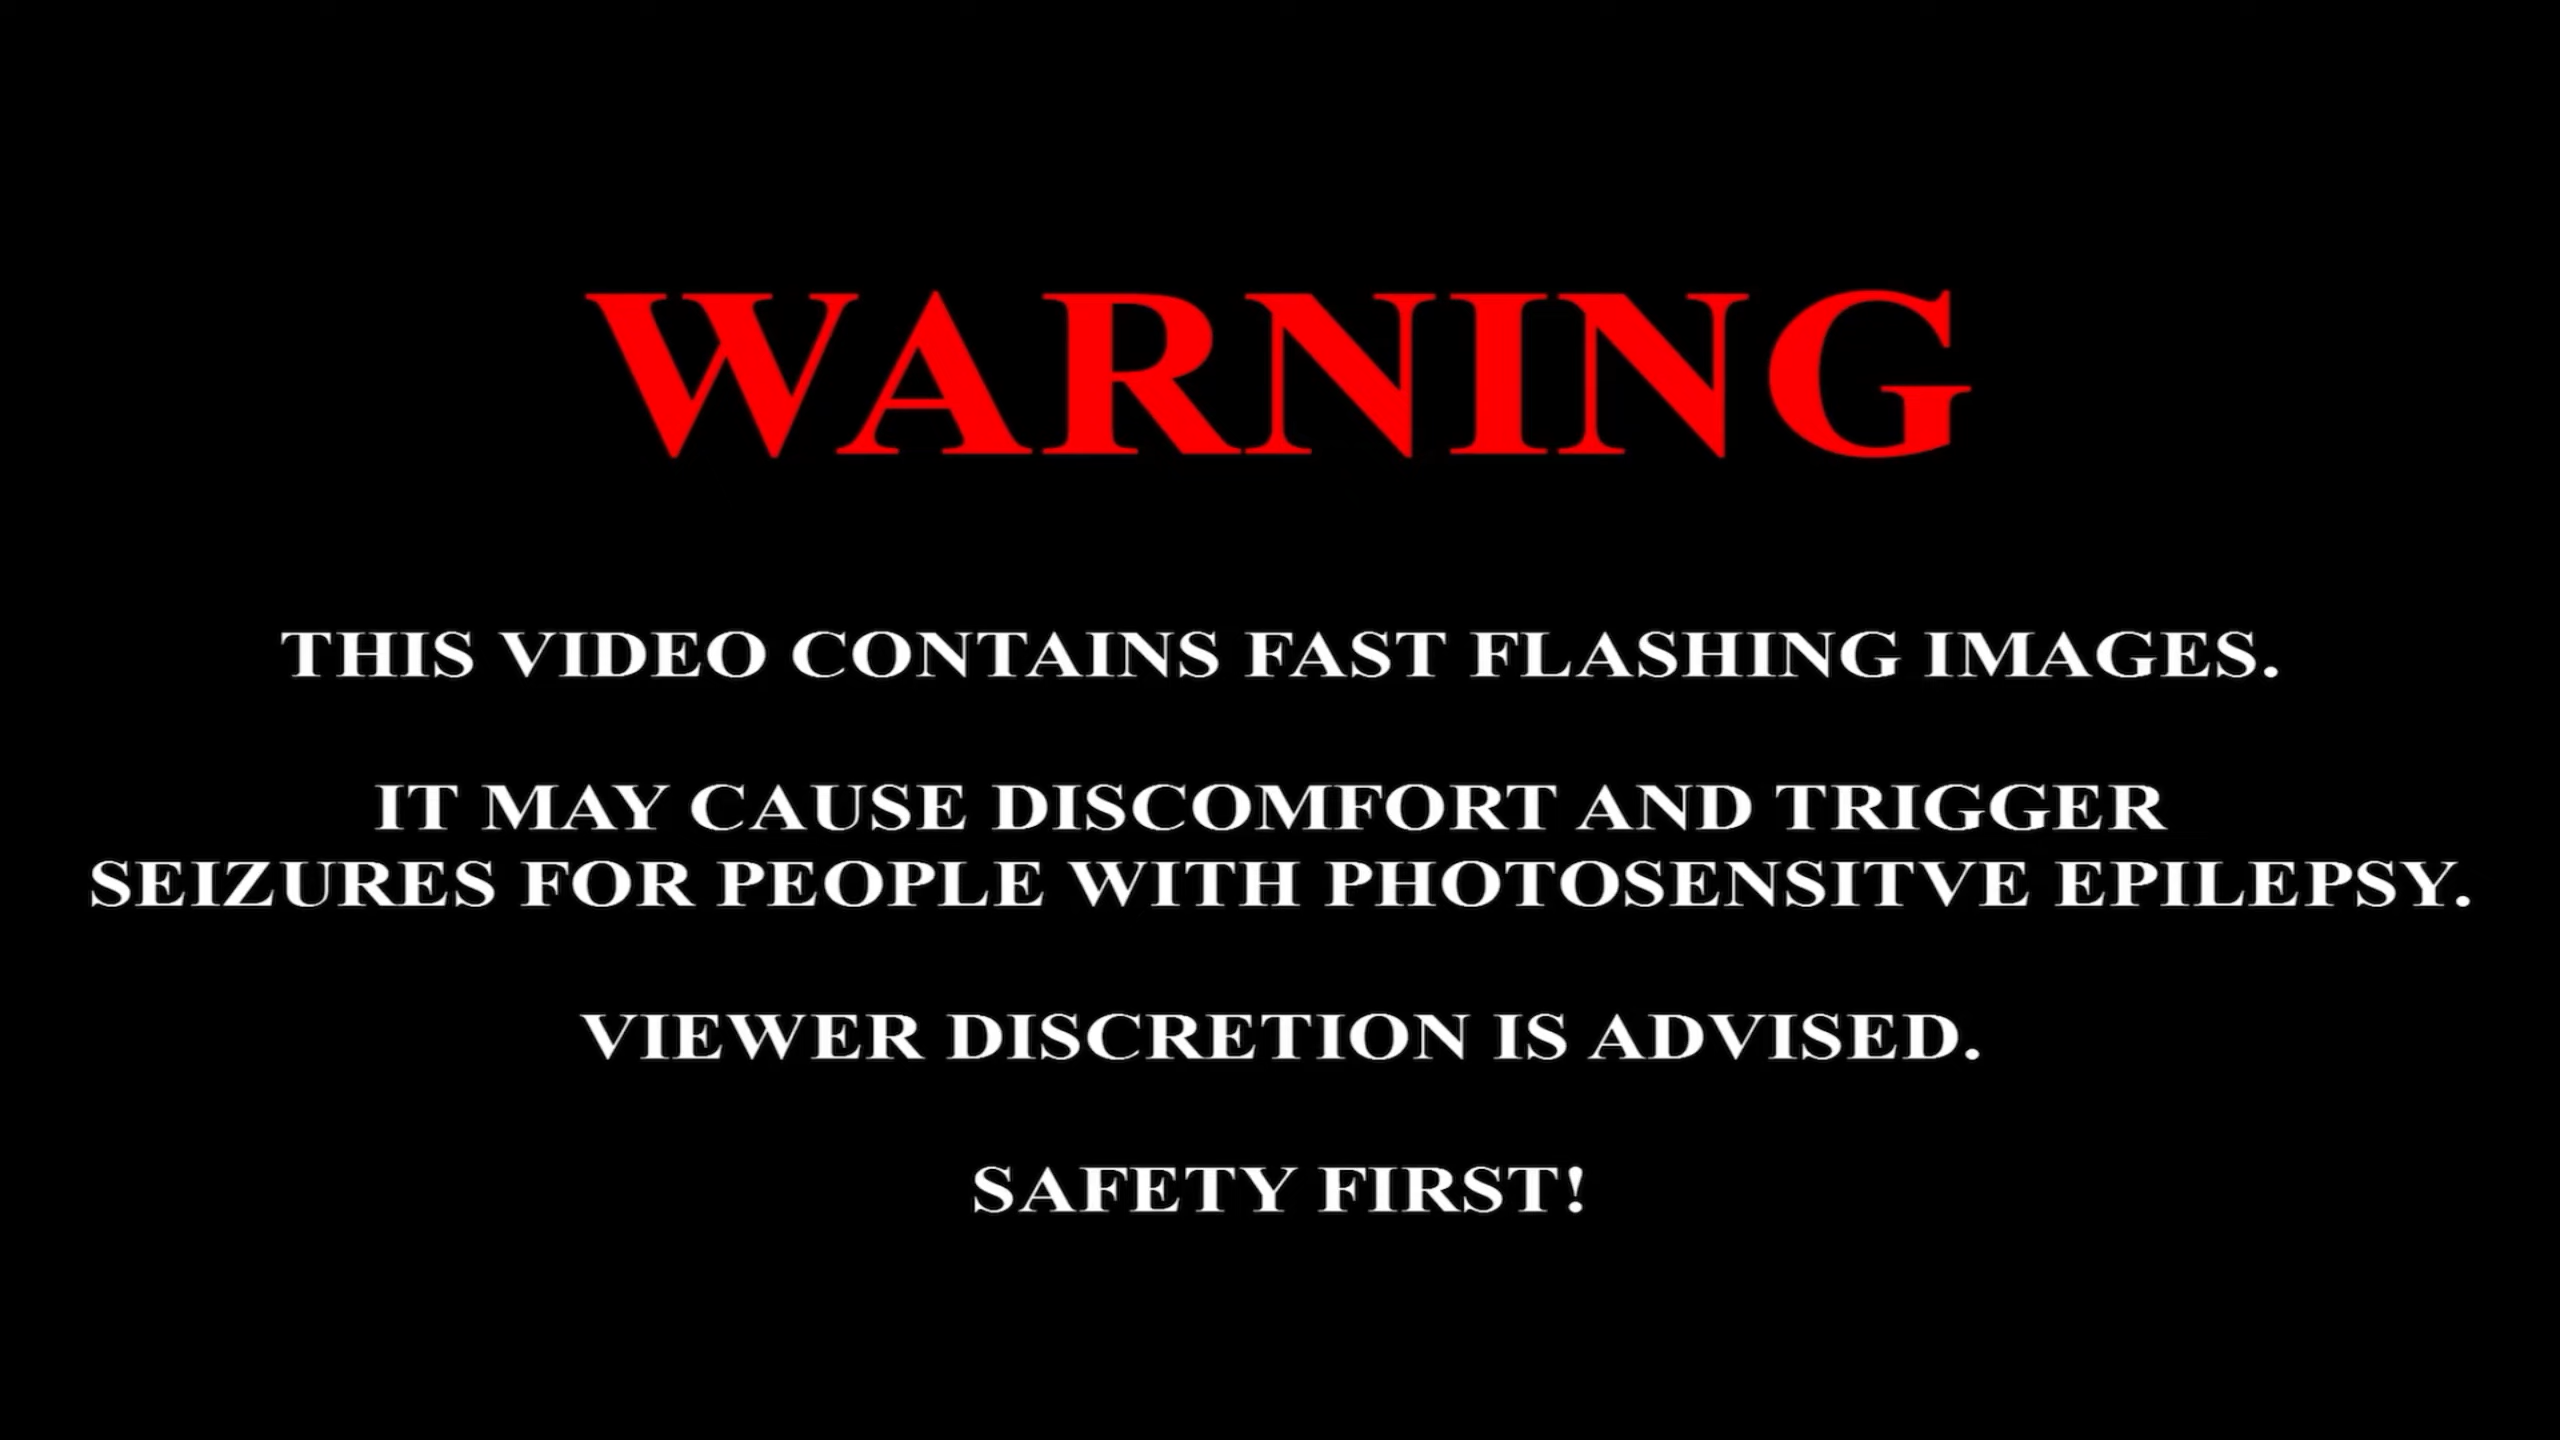 WARNING
THIS VIDEO CONTAINS FAST FLASHING IMAGES.
IT MAY CAUSE DISCOMFORT AND TRIGGER
SEIZURES FOR PEOPLE WITH PHOTOSENSITVE EPILEPSY.
VIEWER DISCRETION IS ADVISED.
SAFETY FIRST!